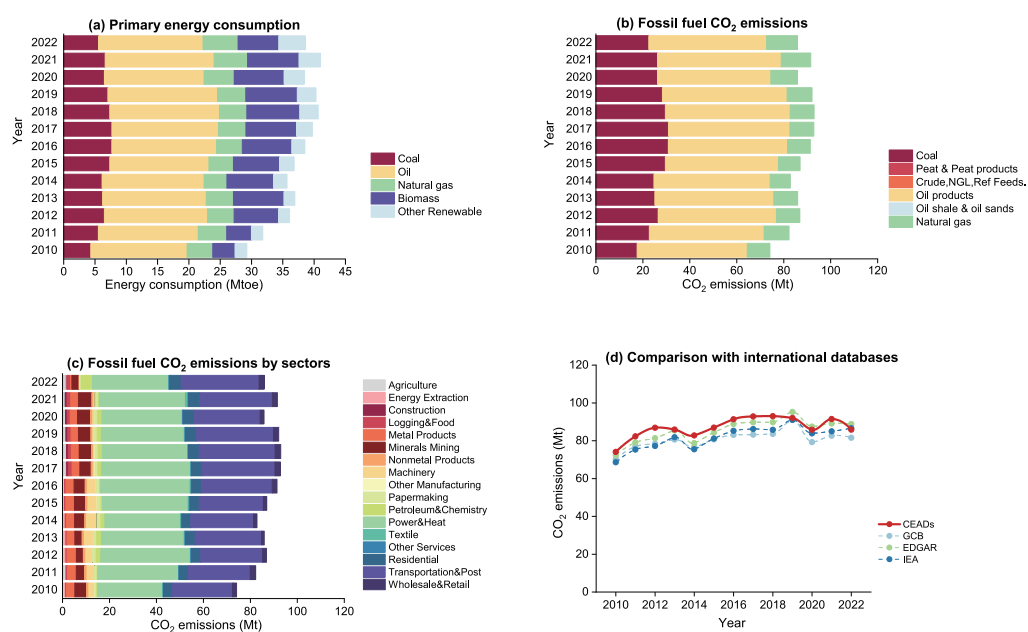 (a) Primary energy consumption
Year
2022
2021
2020
2019
2018
2017
2016
2015
2014
2013
2012
2011
2010
0 5 10 15 20 25 30 35 40 45
Energy consumption (Mtoe)
Coal
Oil
Natural gas
Biomass
Other Renewable
(b) Fossil fuel CO₂ emissions
Year
2022
2021
2020
2019
2018
2017
2016
2015
2014
2013
2012
2011
2010
0 20 40 60 80 100 120
CO₂ emissions (Mt)
Coal
Peat & Peat products
Crude,NGL,Ref Feeds.
Oil products
Oil shale & oil sands
Natural gas
(c) Fossil fuel CO₂ emissions by sectors
Year
2022
2021
2020
2019
2018
2017
2016
2015
2014
2013
2012
2011
2010
0 20 40 60 80 100 120
CO₂ emissions (Mt)
Agriculture
Energy Extraction
Construction
Logging&Food
Metal Products
Minerals Mining
Nonmetal Products
Machinery
Other Manufacturing
Papermaking
Petroleum&Chemistry
Power&Heat
Textile
Other Services
Residential
Transportation&Post
Wholesale&Retail
(d) Comparison with international databases
CO₂ emissions (Mt)
120
100
80
60
40
20
0
CEADs
GCB
EDGAR
IEA
2010 2012 2014 2016 2018 2020 2022
Year